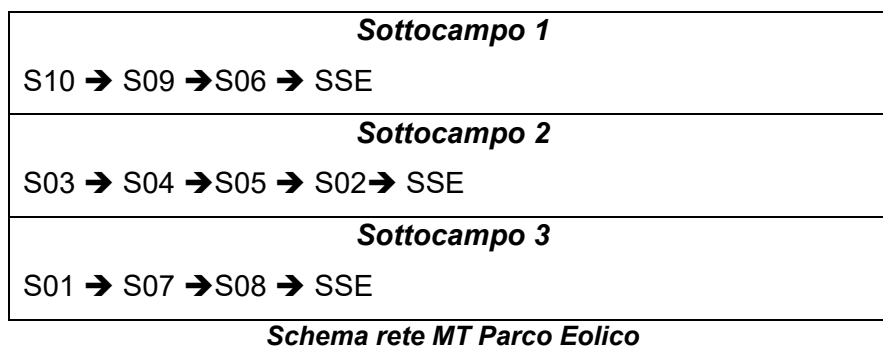 Sottocampo 1
S10 ➔ S09 ➔S06 ➔ SSE
Sottocampo 2
S03 ➔ S04 ➔S05 ➔ S02➔ SSE
Sottocampo 3
S01 ➔ S07 ➔S08 ➔ SSE
Schema rete MT Parco Eolico